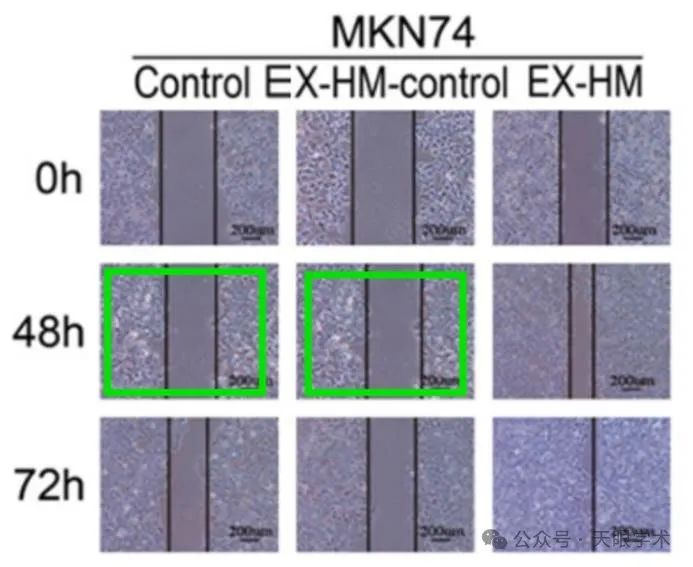 MKN74
Control EX-HM-control EX-HM
0h
200um 200um 200um
48h
200um 200um 200um
72h
200um 200um
公众号 · 天眼学术 200um